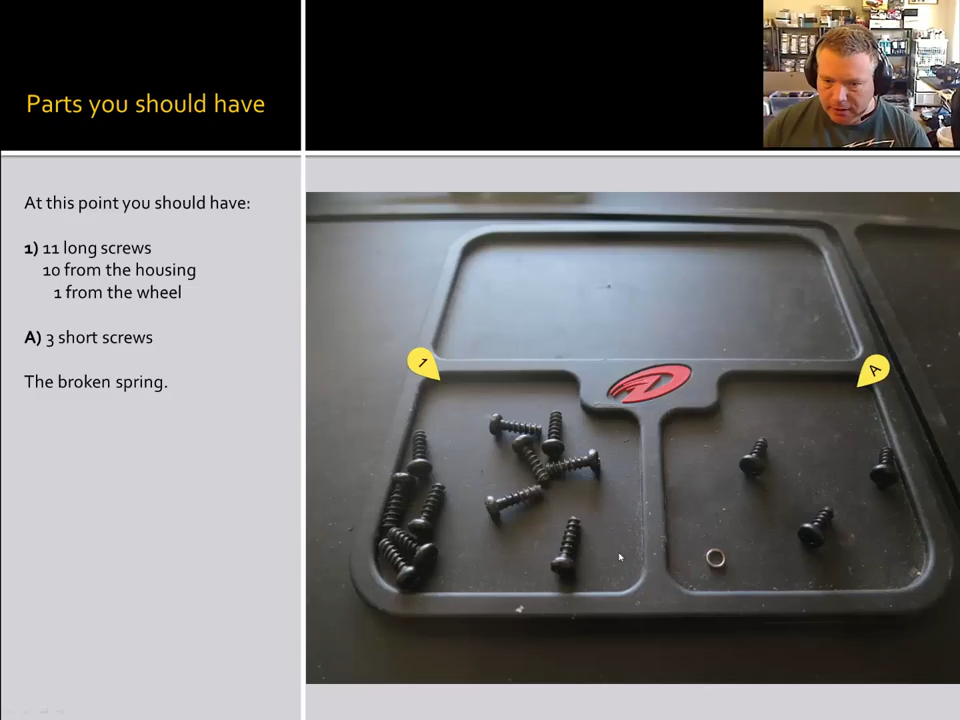 Parts you should have
At this point you should have:
1) 11 long screws
10 from the housing
1 from the wheel
A) 3 short screws
The broken spring.
1
A